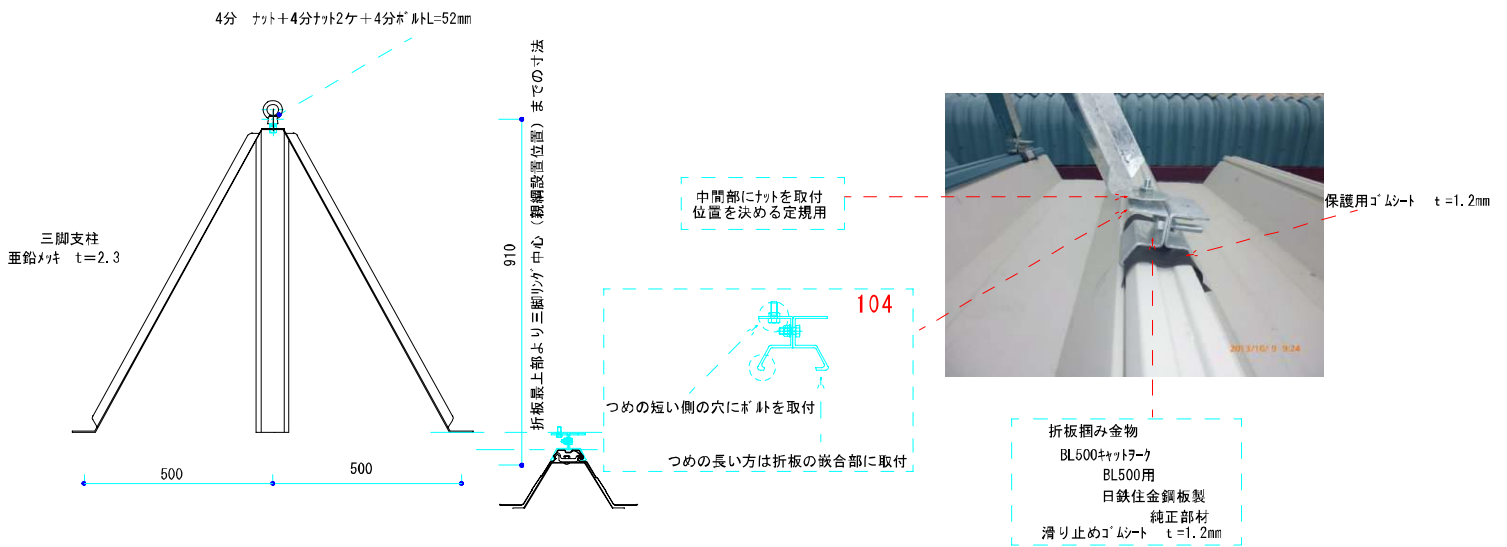 4分 ﾅｯﾄ＋4分ﾅｯﾄ2ケ＋4分ﾎﾞﾙﾄL=52mm
三脚支柱
亜鉛ﾒｯｷ t＝2.3
500
500
910
折板最上部より三脚ﾘﾝｸﾞ中心（親綱設置位置）までの寸法
中間部にﾅｯﾄを取付
位置を決める定規用
104
つめの短い側の穴にﾎﾞﾙﾄを取付
つめの長い方は折板の嵌合部に取付
保護用ｺﾞﾑｼｰﾄ t=1.2mm
2013/10/ 9 9:24
折板掴み金物
BL500ｷｬｯﾄﾜｰｸ
BL500用
日鉄住金鋼板製
純正部材
滑り止めｺﾞﾑｼｰﾄ t=1.2mm